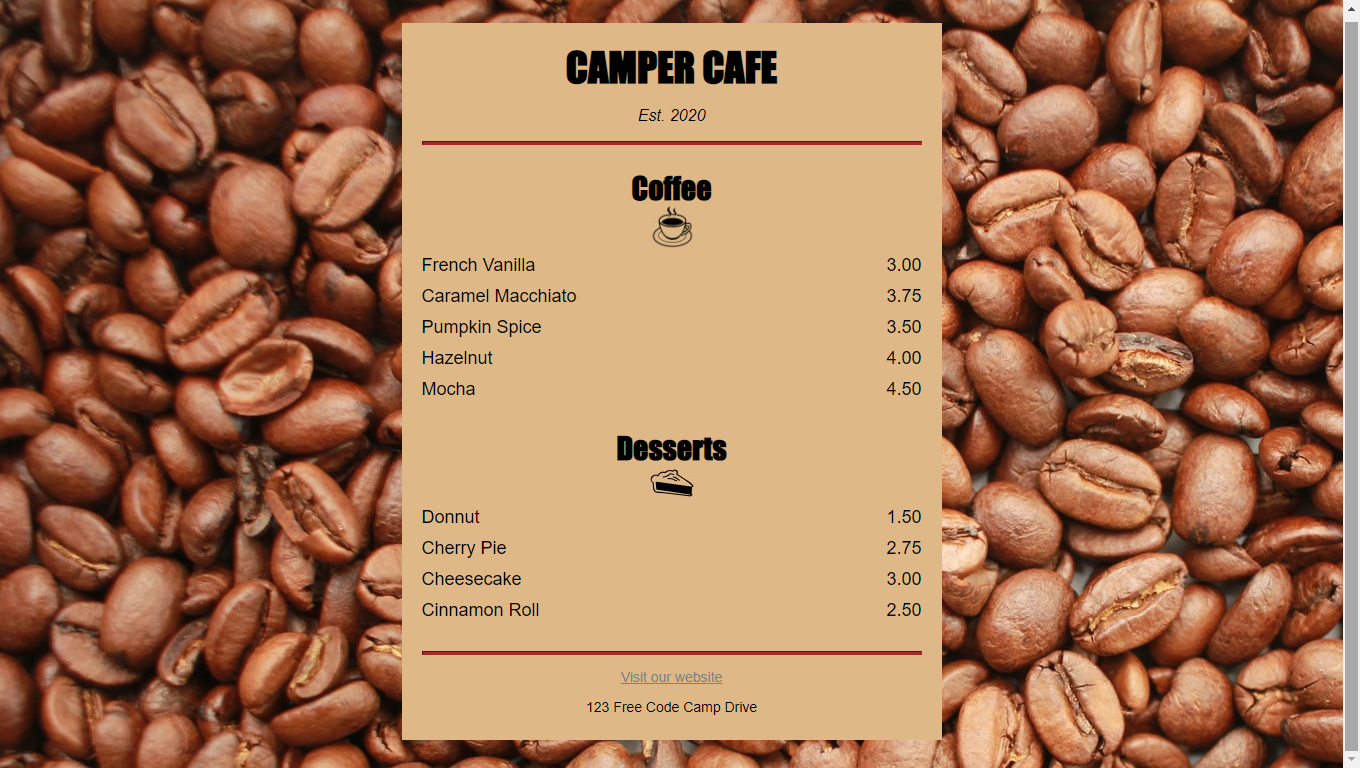 CAMPER CAFE
Est. 2020
Coffee
French Vanilla 3.00
Caramel Macchiato 3.75
Pumpkin Spice 3.50
Hazelnut 4.00
Mocha 4.50
Desserts
Donnut 1.50
Cherry Pie 2.75
Cheesecake 3.00
Cinnamon Roll 2.50
Visit our website
123 Free Code Camp Drive